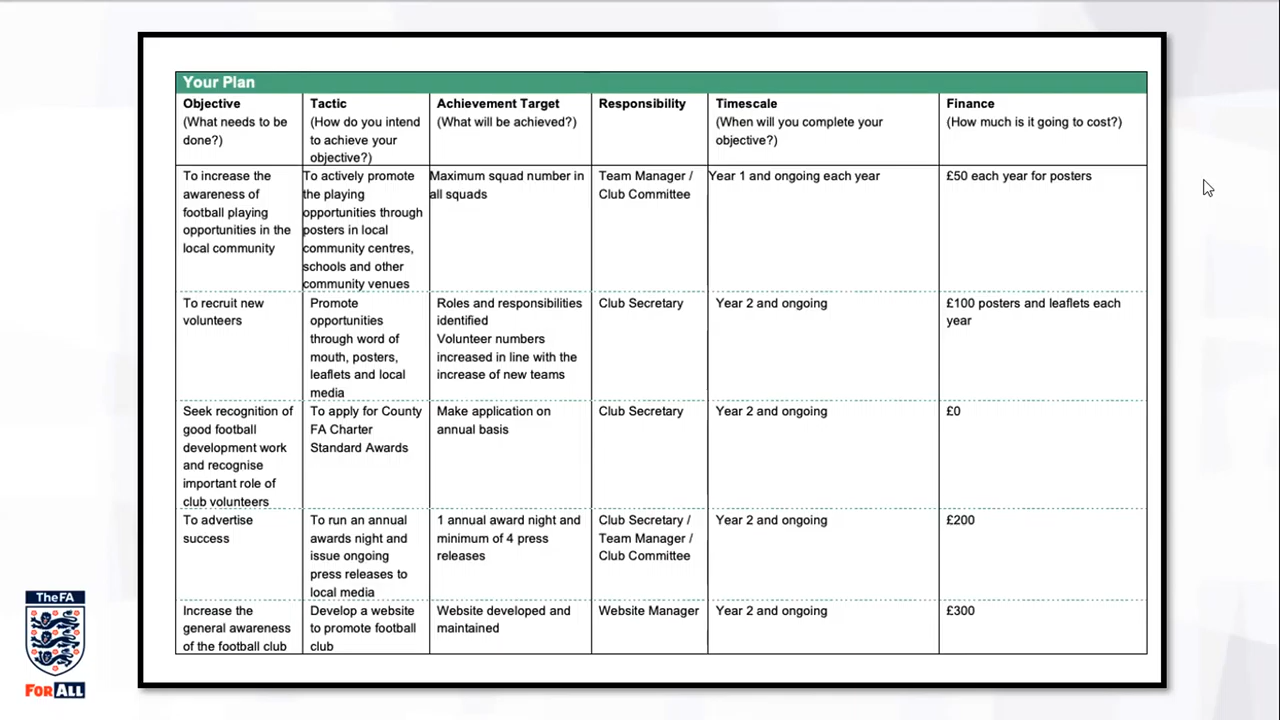 Your Plan
Objective
(What needs to be
done?)
Tactic
(How do you intend
to achieve your
objective?)
Achievement Target
(What will be achieved?)
Responsibility
Timescale
(When will you complete your
objective?)
Finance
(How much is it going to cost?)
To increase the
awareness of
football playing
opportunities in the
local community
To actively promote
the playing
opportunities through
posters in local
community centres,
schools and other
community venues
Maximum squad number in
all squads
Team Manager /
Club Committee
Year 1 and ongoing each year
£50 each year for posters
To recruit new
volunteers
Promote
opportunities
through word of
mouth, posters,
leaflets and local
media
Roles and responsibilities
identified
Volunteer numbers
increased in line with the
increase of new teams
Club Secretary
Year 2 and ongoing
£100 posters and leaflets each
year
Seek recognition of
good football
development work
and recognise
important role of
club volunteers
To apply for County
FA Charter
Standard Awards
Make application on
annual basis
Club Secretary
Year 2 and ongoing
£0
To advertise
success
To run an annual
awards night and
issue ongoing
press releases to
local media
1 annual award night and
minimum of 4 press
releases
Club Secretary /
Team Manager /
Club Committee
Year 2 and ongoing
£200
Increase the
general awareness
of the football club
Develop a website
to promote football
club
Website developed and
maintained
Website Manager
Year 2 and ongoing
£300
The FA
FOR ALL